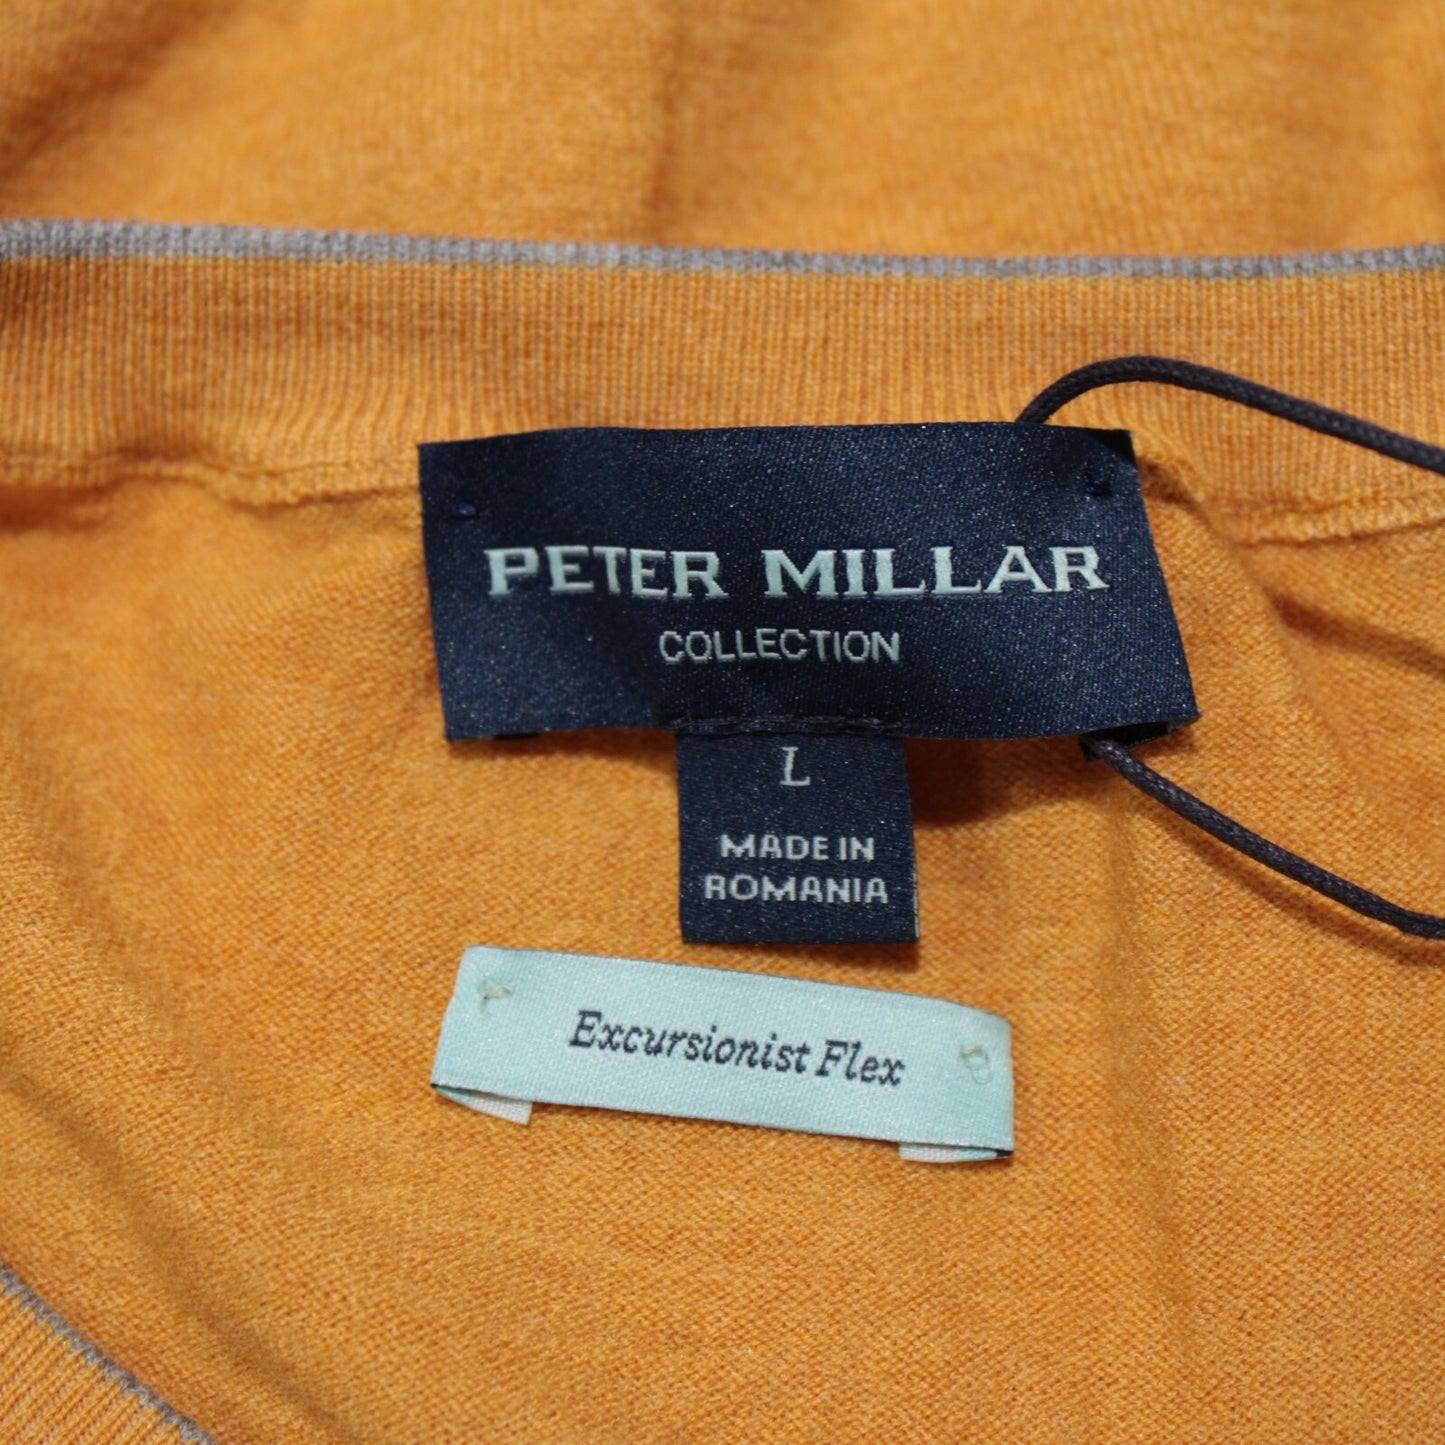 PETER MILLAR
COLLECTION
L
MADE IN
ROMANIA
Excursionist Flex